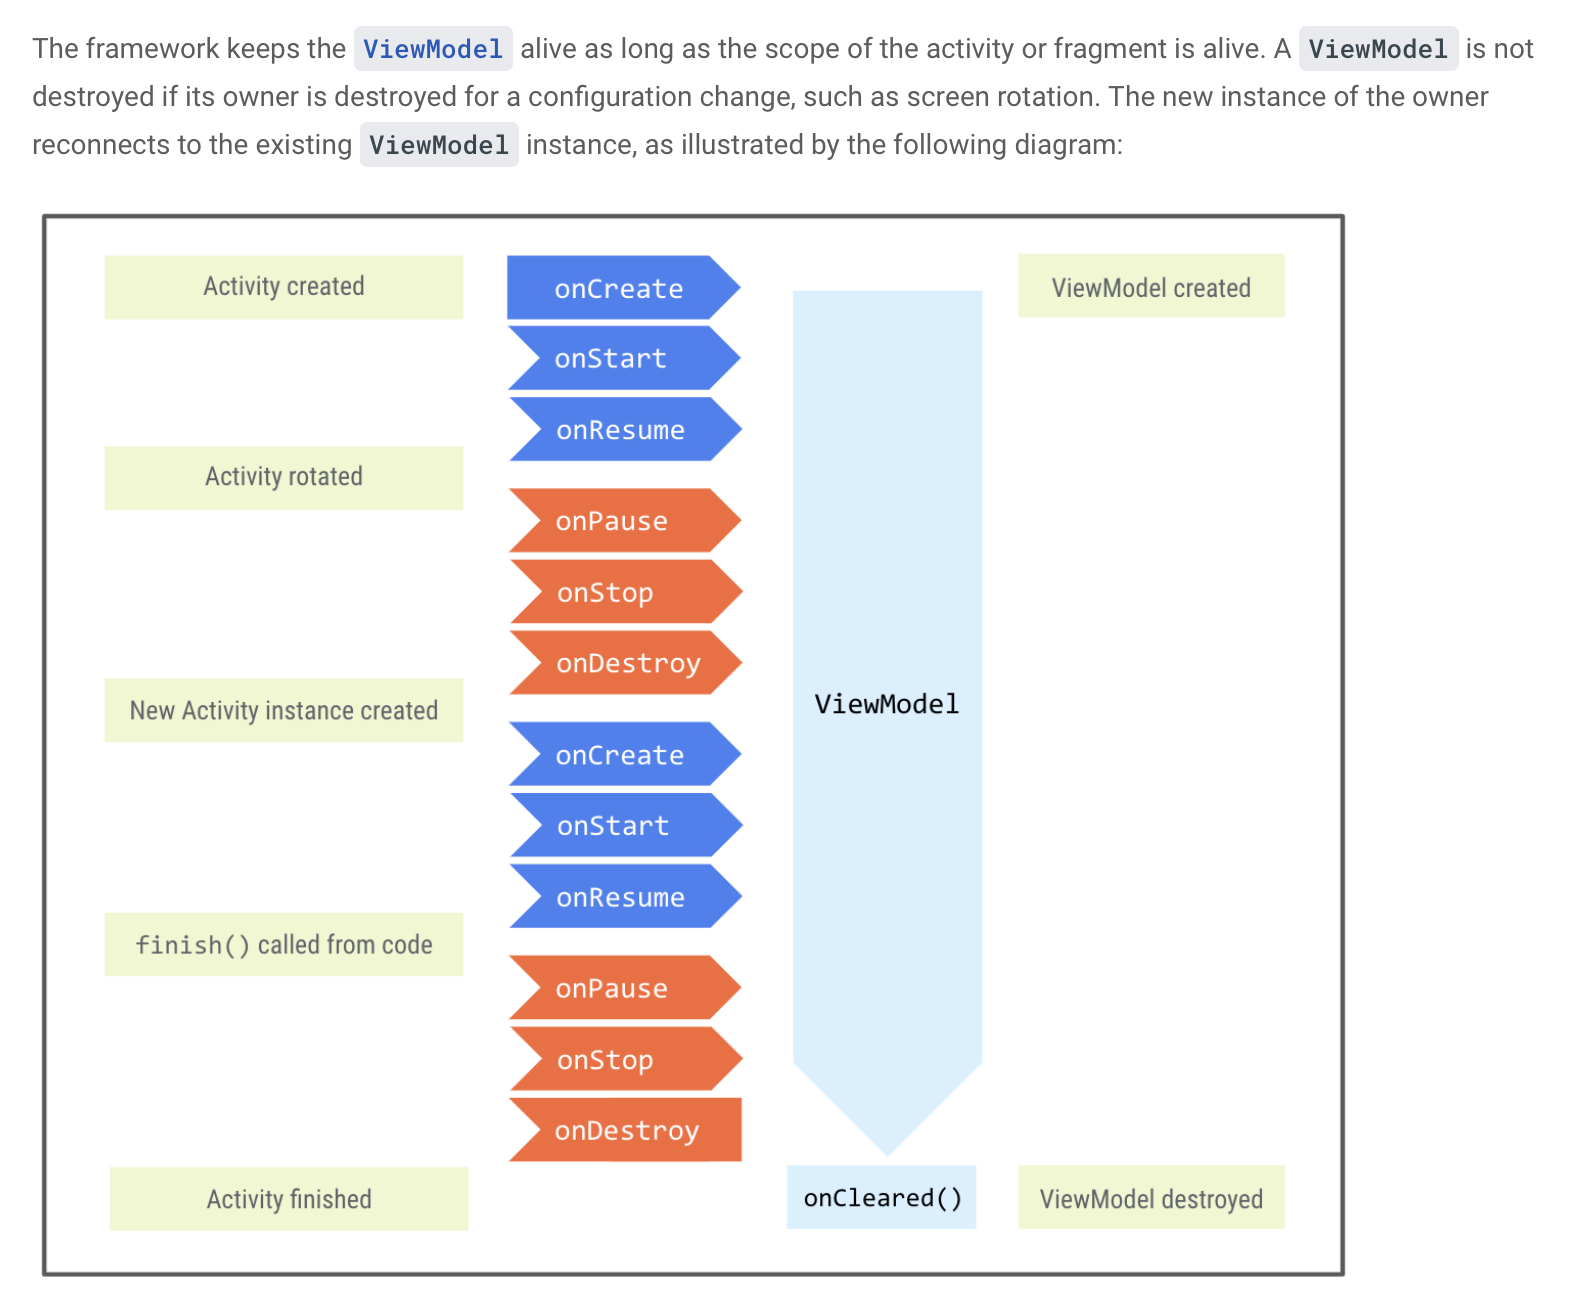 The framework keeps the ViewModel alive as long as the scope of the activity or fragment is alive. A ViewModel is not
destroyed if its owner is destroyed for a configuration change, such as screen rotation. The new instance of the owner
reconnects to the existing ViewModel instance, as illustrated by the following diagram:
Activity created
onCreate
ViewModel created
onStart
onResume
Activity rotated
onPause
onStop
onDestroy
New Activity instance created
ViewModel
onCreate
onStart
onResume
finish() called from code
onPause
onStop
onDestroy
Activity finished
onCleared()
ViewModel destroyed